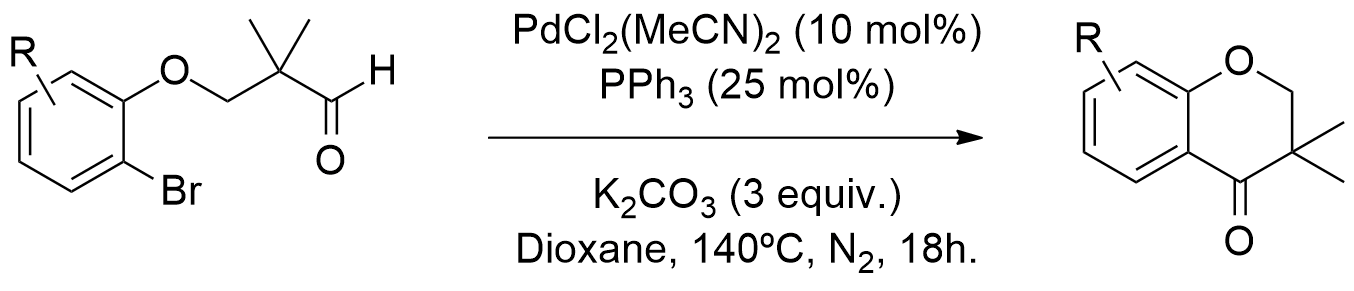 R
O
H
O
Br
PdCl2(MeCN)2 (10 mol%)
PPh3 (25 mol%)
K2CO3 (3 equiv.)
Dioxane, 140ºC, N2, 18h.
R
O
O